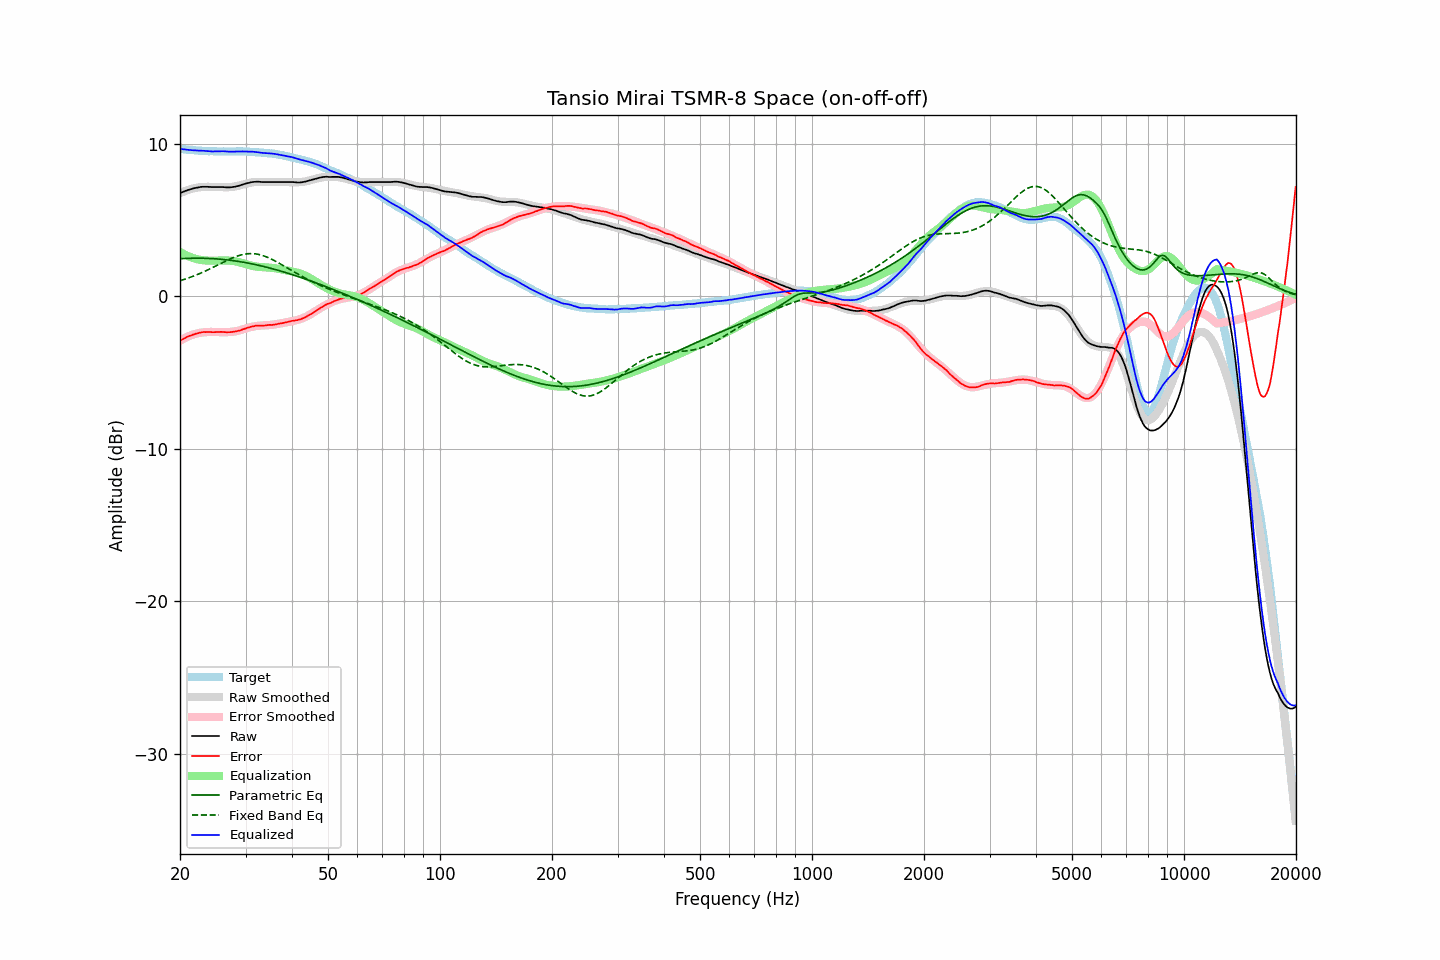 Tansio Mirai TSMR-8 Space (on-off-off)
10
0
−10
−20
−30
Amplitude (dBr)
Target
Raw Smoothed
Error Smoothed
Raw
Error
Equalization
Parametric Eq
Fixed Band Eq
Equalized
20 50 100 200 500 1000 2000 5000 10000 20000
Frequency (Hz)